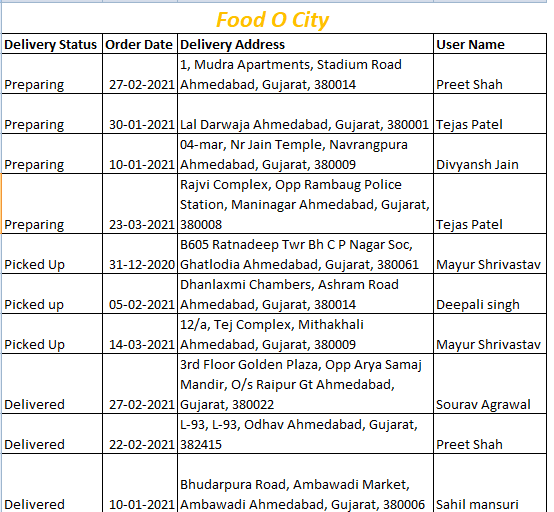 Food O City
Delivery Status Order Date Delivery Address User Name
1, Mudra Apartments, Stadium Road
Preparing 27-02-2021 Ahmedabad, Gujarat, 380014 Preet Shah
Preparing 30-01-2021 Lal Darwaja Ahmedabad, Gujarat, 380001 Tejas Patel
04-mar, Nr Jain Temple, Navrangpura
Preparing 10-01-2021 Ahmedabad, Gujarat, 380009 Divyansh Jain
Rajvi Complex, Opp Rambaug Police
Station, Maninagar Ahmedabad, Gujarat,
Preparing 23-03-2021 380008 Tejas Patel
B605 Ratnadeep Twr Bh C P Nagar Soc,
Picked Up 31-12-2020 Ghatlodia Ahmedabad, Gujarat, 380061 Mayur Shrivastav
Dhanlaxmi Chambers, Ashram Road
Picked up 05-02-2021 Ahmedabad, Gujarat, 380014 Deepali singh
12/a, Tej Complex, Mithakhali
Picked Up 14-03-2021 Ahmedabad, Gujarat, 380009 Mayur Shrivastav
3rd Floor Golden Plaza, Opp Arya Samaj
Mandir, O/s Raipur Gt Ahmedabad,
Delivered 27-02-2021 Gujarat, 380022 Sourav Agrawal
L-93, L-93, Odhav Ahmedabad, Gujarat,
Delivered 22-02-2021 382415 Preet Shah
Bhudarpura Road, Ambawadi Market,
Delivered 10-01-2021 Ambawadi Ahmedabad, Gujarat, 380006 Sahil mansuri